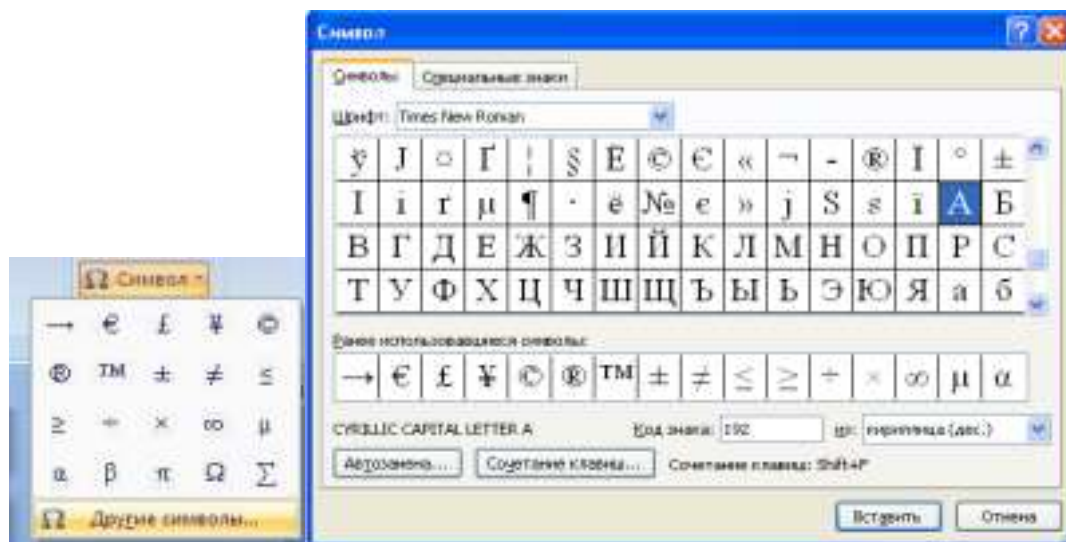 Ω Символ
→ € £ ¥ ©
® ™ ± ≠ ≤
≥ ÷ × ∞ µ
α β π Ω Σ
Ω Другие символы...
Символ
Символы Специальные знаки
Шрифт: Times New Roman
ў Ј ¤ Ґ ¦ § Ё © Є « ¬ - ® Ї ° ±
І і ґ µ ¶ · ё № є » ј Ѕ ѕ ї А Б
В Г Д Е Ж З И Й К Л М Н О П Р С
Т У Ф Х Ц Ч Ш Щ Ъ Ы Ь Э Ю Я а б
Ранее использовавшиеся символы:
→ € £ ¥ © ® ™ ± ≠ ≤ ≥ ÷ × ∞ µ α
CYRILLIC CAPITAL LETTER A Код знака: 192 из: кириллица (дес.)
Автозамена... Сочетание клавиш... Сочетание клавиш: Shift+F
Вставить Отмена